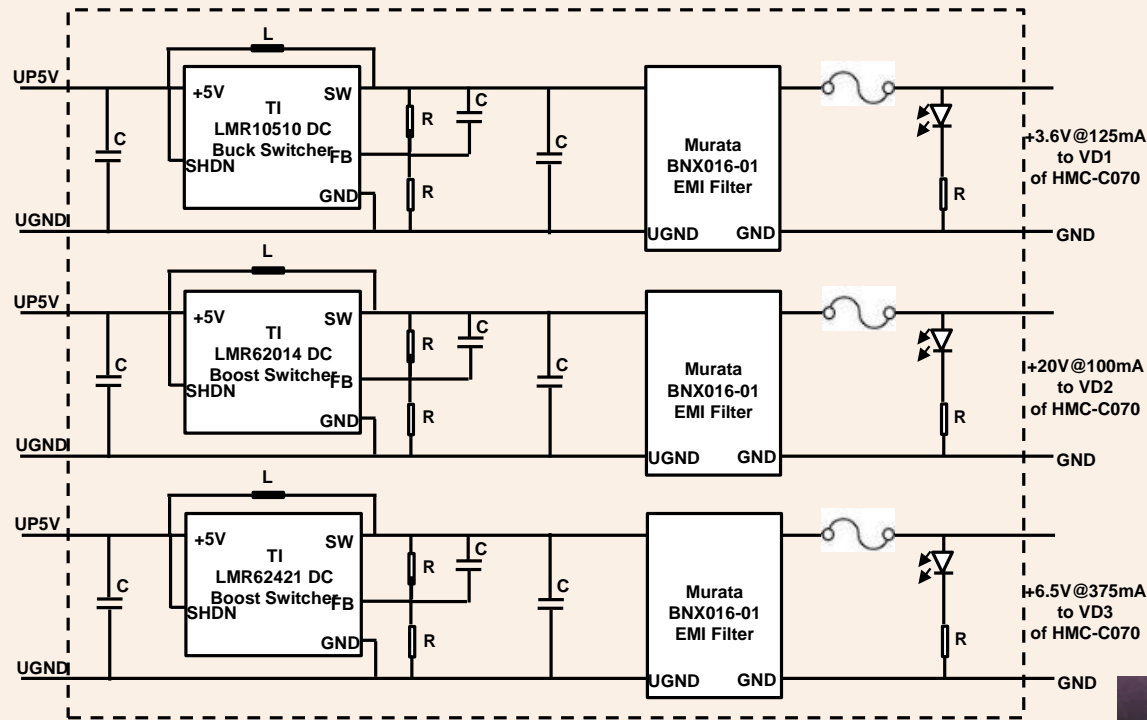 L
UP5V
+5V
SW
TI
LMR10510 DC
Buck Switcher
FB
SHDN
GND
C
R
C
R
C
Murata
BNX016-01
EMI Filter
UGND
GND
R
+3.6V@125mA
to VD1
of HMC-C070
UGND
GND
L
UP5V
+5V
SW
TI
LMR62014 DC
Boost Switcher
FB
SHDN
GND
C
R
C
R
C
Murata
BNX016-01
EMI Filter
UGND
GND
R
+20V@100mA
to VD2
of HMC-C070
UGND
GND
L
UP5V
+5V
SW
TI
LMR62421 DC
Boost Switcher
FB
SHDN
GND
C
R
C
R
C
Murata
BNX016-01
EMI Filter
UGND
GND
R
+6.5V@375mA
to VD3
of HMC-C070
UGND
GND